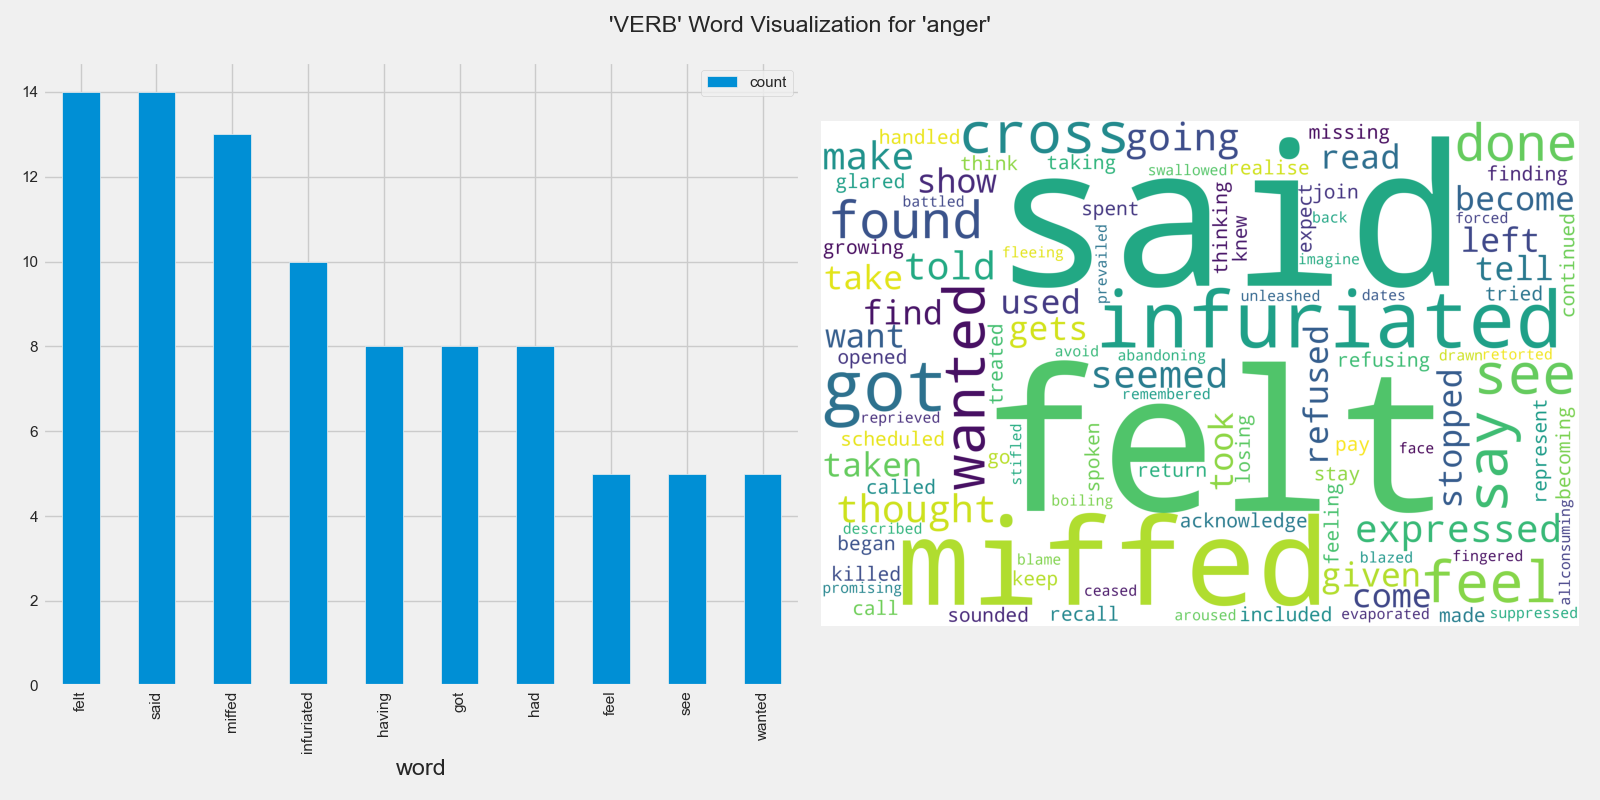 'VERB' Word Visualization for 'anger'
count
14
12
10
8
6
4
2
0
felt
said
miffed
infuriated
having
got
had
feel
see
wanted
word
handled
cross
going
missing
done
make
think
taking
swallowed
realise
read
finding
glared
show
battled
spent
said
join
become
found
thinking
knew
expect
back
forced
growing
told
fleeing
prevailed
imagine
left
continued
take
tell
find
wanted
used
unleashed
dates
tried
want
gets
infuriated
opened
treated
avoid
abandoning
refused
refusing
drawn
retorted
got
seemed
see
remembered
felt
stopped
reprieved
say
scheduled
go
stifled
spoken
took
losing
pay
face
represent
becoming
taken
return
stay
called
boiling
thought
miffed
acknowledge
feeling
expressed
described
began
blame
blazed
fingered
allconsuming
killed
keep
given
feel
promising
ceased
come
call
sounded
recall
aroused
included
evaporated
made
suppressed